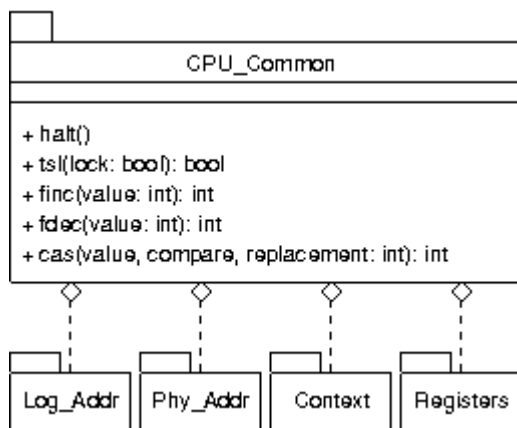 CPU_Common
+ halt()
+ tsl(lock: bool): bool
+ finc(value: int): int
+ fdec(value: int): int
+ cas(value, compare, replacement: int): int
Log_Addr Phy_Addr Context Registers